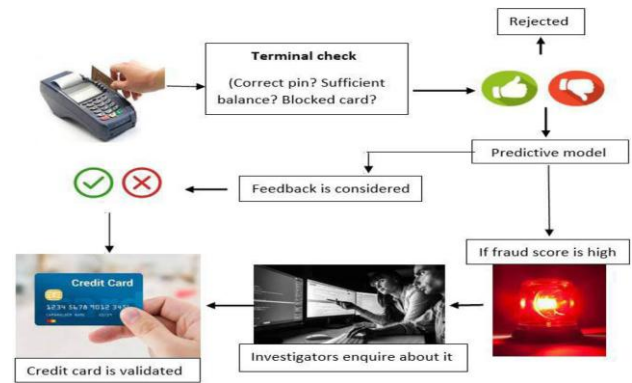 Rejected
Terminal check
(Correct pin? Sufficient
balance? Blocked card?
Predictive model
Feedback is considered
If fraud score is high
Credit Card
Investigators enquire about it
Credit card is validated